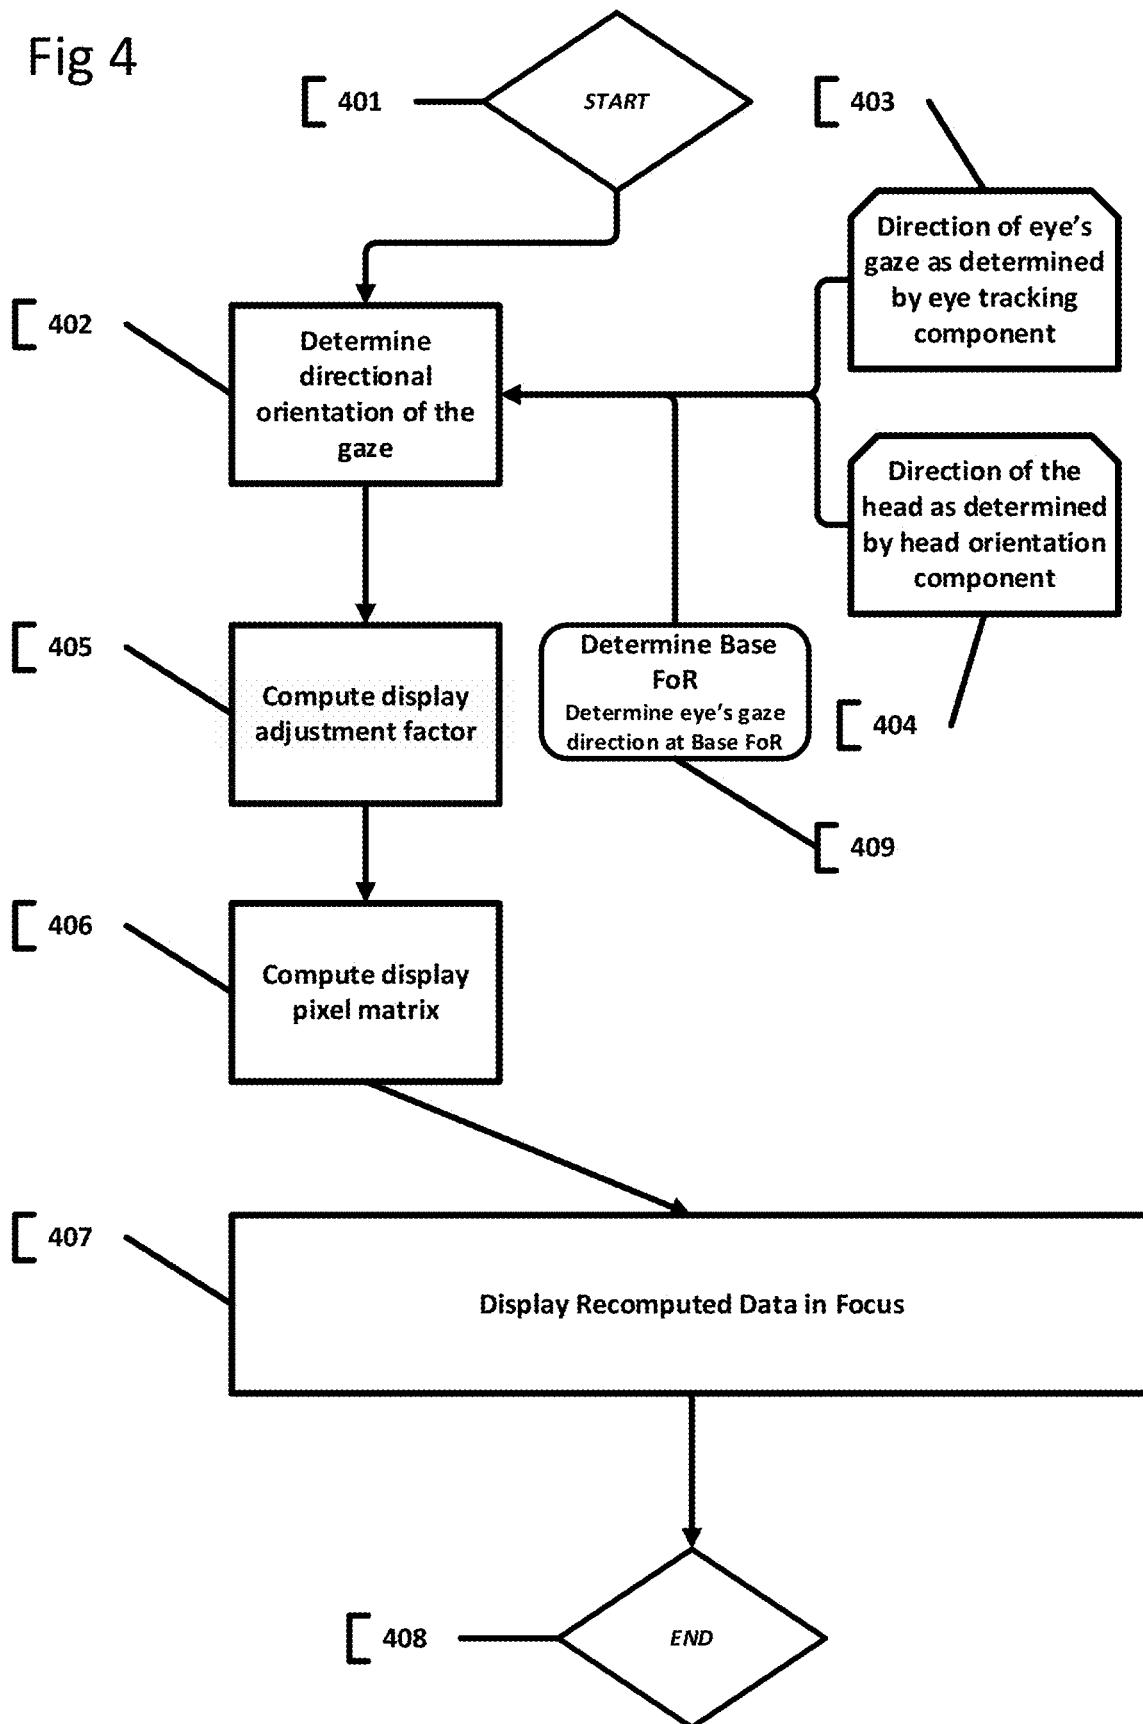 Fig 4
401
START
403
Direction of eye's
gaze as determined
by eye tracking
component
402
Determine
directional
orientation of the
gaze
Direction of the
head as determined
by head orientation
component
405
Compute display
adjustment factor
Determine Base
FoR
Determine eye's gaze
direction at Base FoR
404
409
406
Compute display
pixel matrix
407
Display Recomputed Data in Focus
408
END